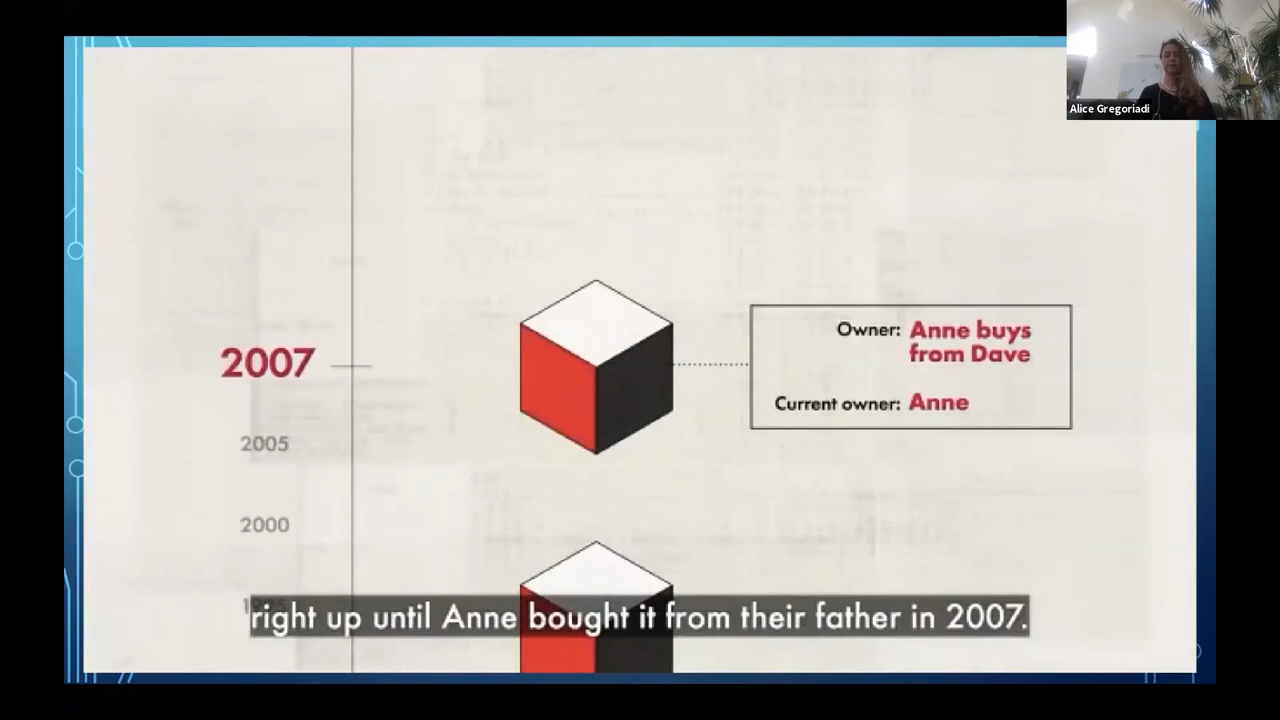 Alice Gregoriadi
Owner: Anne buys
from Dave
2007
Current owner: Anne
2005
2000
right up until Anne bought it from their father in 2007.